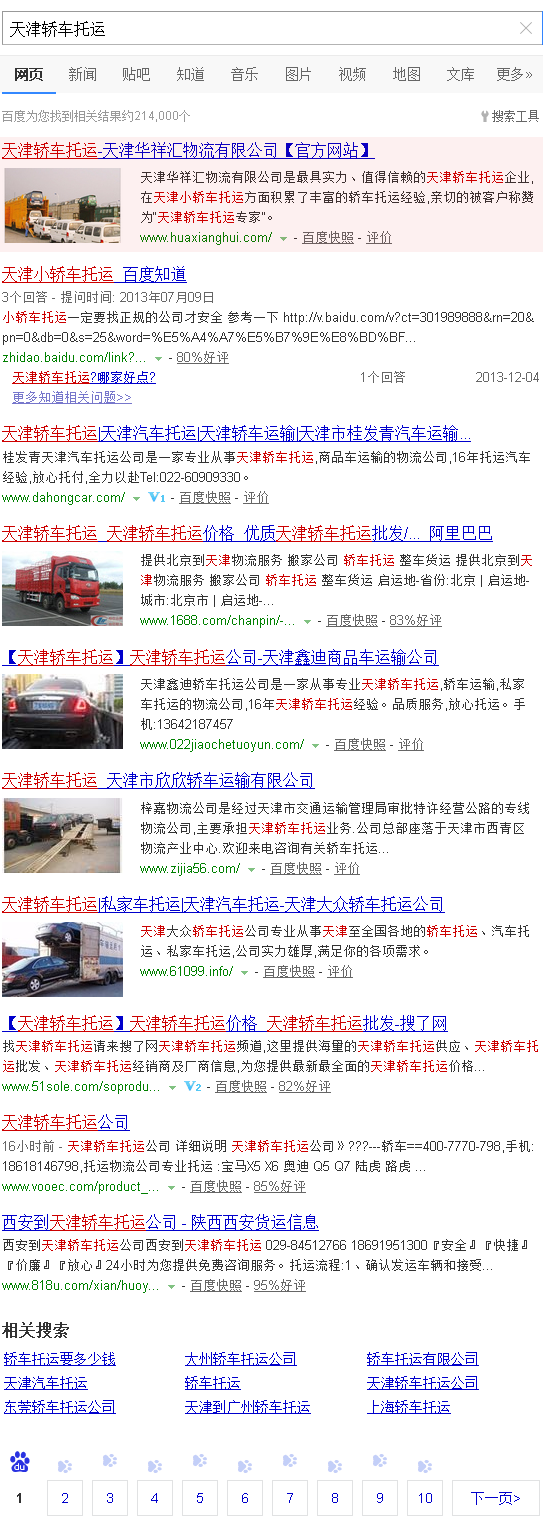 天津轿车托运
网页 新闻 贴吧 知道 音乐 图片 视频 地图 文库 更多»
百度为您找到相关结果约214,000个 搜索工具
天津轿车托运-天津华祥汇物流有限公司【官方网站】
天津华祥汇物流有限公司是最具实力、值得信赖的天津轿车托运企业,
在天津小轿车托运方面积累了丰富的轿车托运经验,亲切的被客户称赞
为"天津轿车托运专家"。
www.huaxianghui.com/ - 百度快照 - 评价
天津小轿车托运_百度知道
3个回答 - 提问时间: 2013年07月09日
小轿车托运一定要找正规的公司才安全 参考一下 http://v.baidu.com/v?ct=301989888&rn=20&
pn=0&db=0&s=25&word=%E5%A4%A7%E5%B7%9E%E8%BD%BF...
zhidao.baidu.com/link?... - 80%好评
天津轿车托运?哪家好点? 1个回答 2013-12-04
更多知道相关问题>>
天津轿车托运|天津汽车托运|天津轿车运输|天津市桂发青汽车运输...
桂发青天津汽车托运公司是一家专业从事天津轿车托运,商品车运输的物流公司,16年托运汽车
经验,放心托付,全力以赴Tel:022-60909330。
www.dahongcar.com/ V1 - 百度快照 - 评价
天津轿车托运_天津轿车托运价格_优质天津轿车托运批发/..._阿里巴巴
提供北京到天津物流服务 搬家公司 轿车托运 整车货运 提供北京到天
津物流服务 搬家公司 轿车托运 整车货运 启运地-省份:北京 | 启运地-
城市:北京市 | 启运地-...
www.1688.com/chanpin/-... - 百度快照 - 83%好评
【天津轿车托运】天津轿车托运公司-天津鑫迪商品车运输公司
天津鑫迪轿车托运公司是一家从事专业天津轿车托运,轿车运输,私家
车托运的物流公司,16年天津轿车托运经验。品质服务,放心托运。手
机:13642187457
www.022jiaochetuoyun.com/ - 百度快照 - 评价
天津轿车托运_天津市欣欣轿车运输有限公司
梓嘉物流公司是经过天津市交通运输管理局审批特许经营公路的专线
物流公司,主要承担天津轿车托运业务.公司总部座落于天津市西青区
物流产业中心.欢迎来电咨询有关轿车托运...
www.zijia56.com/ - 百度快照 - 评价
天津轿车托运|私家车托运|天津汽车托运-天津大众轿车托运公司
天津大众轿车托运公司专业从事天津至全国各地的轿车托运、汽车托
运、私家车托运,公司实力雄厚,满足你的各项需求。
www.61099.info/ - 百度快照 - 评价
【天津轿车托运】天津轿车托运价格_天津轿车托运批发-搜了网
找天津轿车托运请来搜了网天津轿车托运频道,这里提供海量的天津轿车托运供应、天津轿车托
运批发、天津轿车托运经销商及厂商信息,为您提供最新最全面的天津轿车托运价格...
www.51sole.com/soprodu... V2 - 百度快照 - 82%好评
天津轿车托运公司
16小时前 - 天津轿车托运公司 详细说明 天津轿车托运公司》???---轿车==400-7770-798,手机:
18618146798,托运物流公司专业托运 :宝马X5 X6 奥迪 Q5 Q7 陆虎 路虎 ...
www.vooec.com/product_... - 百度快照 - 85%好评
西安到天津轿车托运公司 - 陕西西安货运信息
西安到天津轿车托运公司西安到天津轿车托运 029-84512766 18691951300『安全』『快捷』
『价廉』『放心』24小时为您提供免费咨询服务。托运流程:1、确认发运车辆和接受...
www.818u.com/xian/huoy... - 百度快照 - 95%好评
相关搜索
轿车托运要多少钱 大州轿车托运公司 轿车托运有限公司
天津汽车托运 轿车托运 天津轿车托运公司
东莞轿车托运公司 天津到广州轿车托运 上海轿车托运
du
1 2 3 4 5 6 7 8 9 10 下一页>